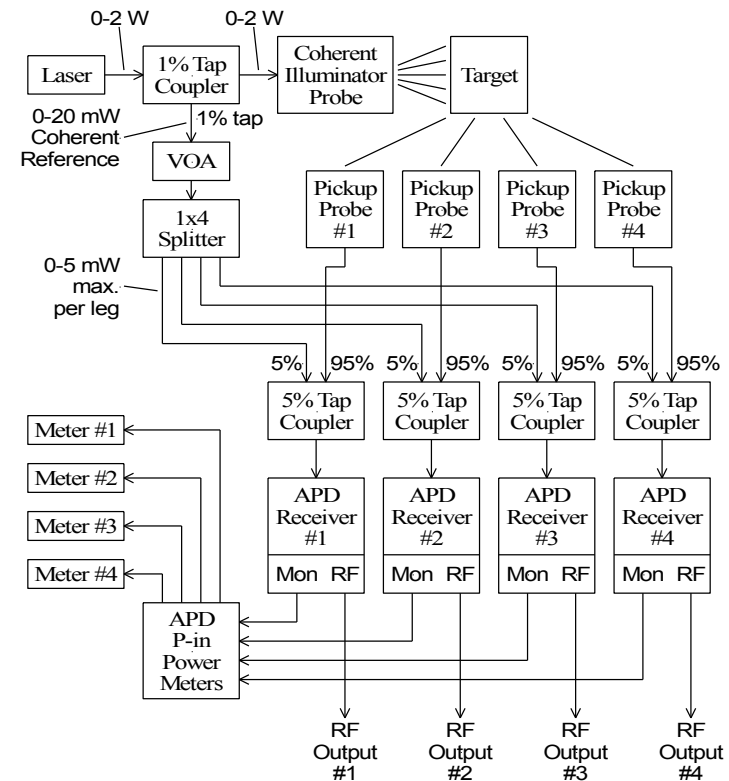 0-2 W
0-2 W
Laser
1% Tap
Coupler
Coherent
Illuminator
Probe
Target
0-20 mW
Coherent
Reference
1% tap
VOA
1x4
Splitter
Pickup
Probe
#1
Pickup
Probe
#2
Pickup
Probe
#3
Pickup
Probe
#4
0-5 mW
max.
per leg
5%
95%
5%
95%
5%
95%
5%
95%
5% Tap
Coupler
5% Tap
Coupler
5% Tap
Coupler
5% Tap
Coupler
Meter #1
Meter #2
Meter #3
Meter #4
APD
Receiver
#1
Mon RF
APD
Receiver
#2
Mon RF
APD
Receiver
#3
Mon RF
APD
Receiver
#4
Mon RF
APD
P-in
Power
Meters
RF
Output
#1
RF
Output
#2
RF
Output
#3
RF
Output
#4